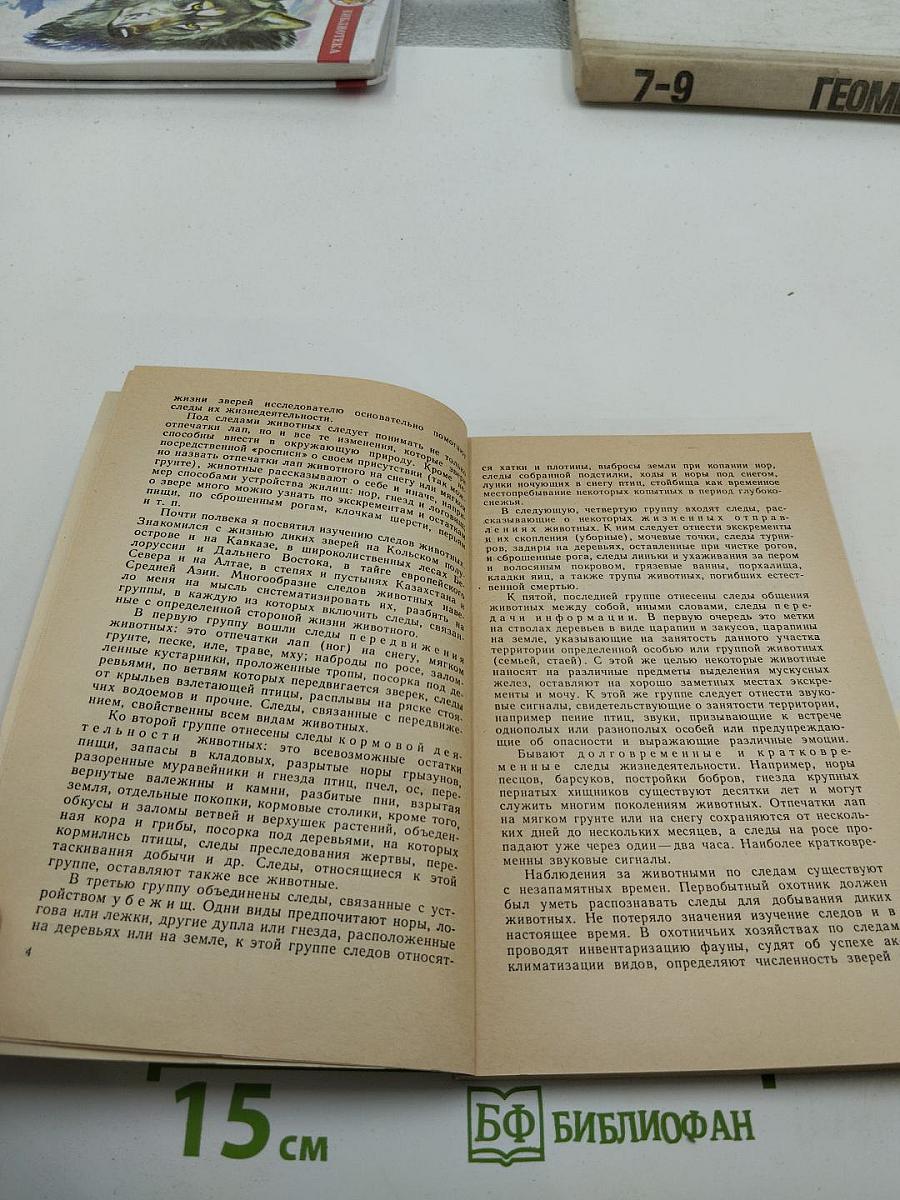 БИБЛИОТЕКА
7-9
ГЕОМ
жизни зверей исследователю основательно помогают
следы их жизнедеятельности.
Под следами животных следует понимать не только
отпечатки лап, но и все те изменения, которые звери
способны внести в окружающую природу. Кроме не-
посредственной «росписи» о своем присутствии (так мож-
но назвать отпечатки лап животного на снегу или мягком
грунте), животные рассказывают о себе и иначе, напри-
мер способами устройства жилищ: нор, гнезд и логовищ;
о звере много можно узнать по экскрементам и остаткам
пищи, по сброшенным рогам, клочкам шерсти, перьям
и т. п.
Почти полвека я посвятил изучению следов животных.
Знакомился с жизнью диких зверей на Кольском полу-
острове и на Кавказе, в широколиственных лесах Бе-
лоруссии и Дальнего Востока, в тайге европейского
Севера и на Алтае, в степях и пустынях Казахстана и
Средней Азии. Многообразие следов животных наве-
ло меня на мысль систематизировать их, разбить на
группы, в каждую из которых включить следы, связан-
ные с определенной стороной жизни животного.
В первую группу вошли следы передвижения
животных: это отпечатки лап (ног) на снегу, мягком
грунте, песке, иле, траве, мху; наброды по росе, залом-
ленные кустарники, проложенные тропы, посорка под де-
ревьями, по ветвям которых передвигается зверек, следы
от крыльев взлетающей птицы, расплывы на ряске стоя-
чих водоемов и прочие. Следы, связанные с передвиже-
нием, свойственны всем видам животных.
Ко второй группе отнесены следы кормовой дея-
тельности животных: это всевозможные остатки
пищи, запасы в кладовых, разрытые норы грызунов,
разоренные муравейники и гнезда птиц, пчел, ос, пере-
вернутые валежины и камни, разбитые пни, взрытая
земля, отдельные покопки, кормовые столики, кроме того,
обкусы и заломы ветвей и верхушек растений, объеден-
ная кора и грибы, посорка под деревьями, на которых
кормились птицы, следы преследования жертвы, пере-
таскивания добычи и др. Следы, относящиеся к этой
группе, оставляют также все животные.
В третью группу объединены следы, связанные с уст-
ройством убежищ. Одни виды предпочитают норы, ло-
гова или лежки, другие дупла или гнезда, расположенные
на деревьях или на земле, к этой группе следов относят-
4
ся хатки и плотины, выбросы земли при копании нор,
следы собранной подстилки, ходы и норы под снегом,
лунки ночующих в снегу птиц, стойбища как временное
местопребывание некоторых копытных в период глубоко-
снежья.
В следующую, четвертую группу входят следы, рас-
сказывающие о некоторых жизненных отправ-
лениях животных. К ним следует отнести экскременты
и их скопления (уборные), мочевые точки, следы турни-
ров, задиры на деревьях, оставленные при чистке рогов,
и сброшенные рога, следы линьки и ухаживания за пером
и волосяным покровом, грязевые ванны, порхалища,
кладки яиц, а также трупы животных, погибших естест-
венной смертью.
К пятой, последней группе отнесены следы общения
животных между собой, иными словами, следы пере-
дачи информации. В первую очередь это метки
на стволах деревьев в виде царапин и закусов, царапины
на земле, указывающие на занятость данного участка
территории определенной особью или группой животных
(семьей, стаей). С этой же целью некоторые животные
наносят на различные предметы выделения мускусных
желез, оставляют на хорошо заметных местах экскре-
менты и мочу. К этой же группе следует отнести звуко-
вые сигналы, свидетельствующие о занятости территории,
например пение птиц, звуки, призывающие к встрече
однополых или разнополых особей или предупреждаю-
щие об опасности и выражающие различные эмоции.
Бывают долговременные и кратковре-
менные следы жизнедеятельности. Например, норы
песцов, барсуков, постройки бобров, гнезда крупных
пернатых хищников существуют десятки лет и могут
служить многим поколениям животных. Отпечатки лап
на мягком грунте или на снегу сохраняются от несколь-
ких дней до нескольких месяцев, а следы на росе про-
падают уже через один—два часа. Наиболее кратковре-
менны звуковые сигналы.
Наблюдения за животными по следам существуют
с незапамятных времен. Первобытный охотник должен
был уметь распознавать следы для добывания диких
животных. Не потеряло значения изучение следов и в
настоящее время. В охотничьих хозяйствах по следам
проводят инвентаризацию фауны, судят об успехе ак-
климатизации видов, определяют численность зверей
15 см
БФ БИБЛИОФАН